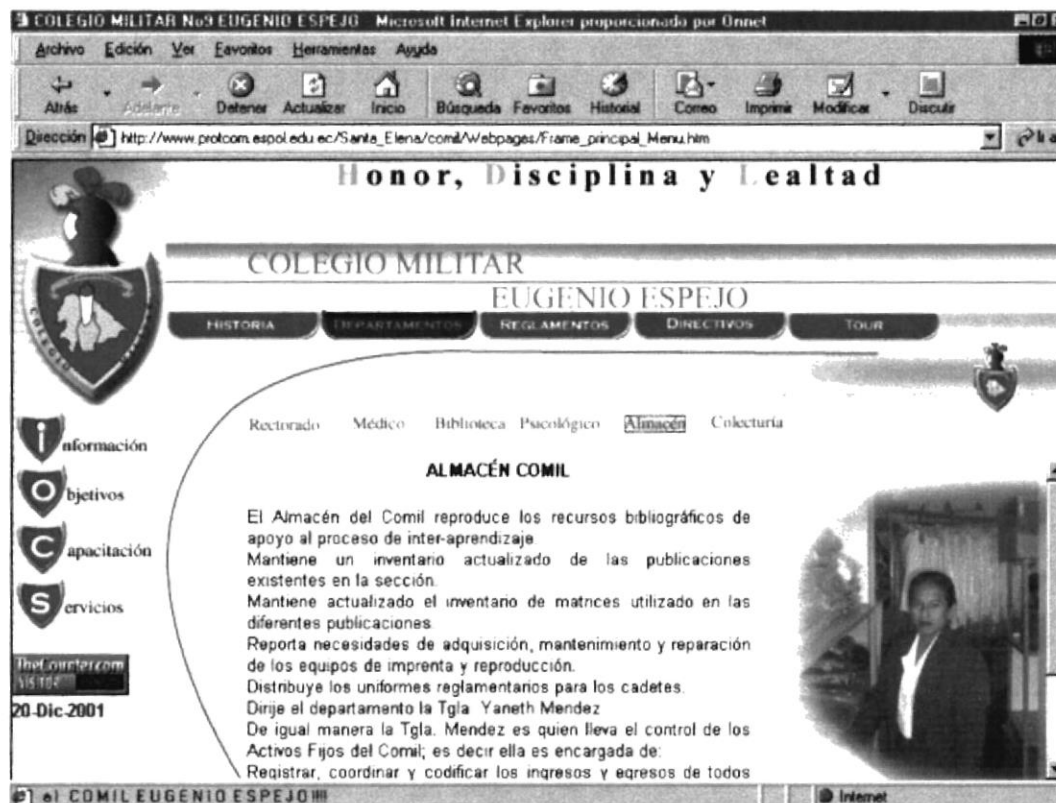 COLEGIO MILITAR No9 EUGENIO ESPEJO Microsoft Internet Explorer proporcionado por Onnet
Archivo Edición Ver Favoritos Herramientas Ayuda
Atrás Adelante Detener Actualizar Inicio Búsqueda Favoritos Historial Correo Imprimir Modificar Discutir
Dirección http://www.protcom.espol.edu.ec/Santa_Elena/comil/Webpages/Frame_principal_Menu.htm
Honor, Disciplina y Lealtad
COLEGIO MILITAR
EUGENIO ESPEJO
HISTORIA DEPARTAMENTOS REGLAMENTOS DIRECTIVOS TOUR
COLEGIO
Rectorado Médico Biblioteca Psicológico Almacén Colecturía
Información
Objetivos
Capacitación
Servicios
TheCounter.com
20-Dic-2001
ALMACÉN COMIL
El Almacén del Comil reproduce los recursos bibliográficos de
apoyo al proceso de inter-aprendizaje
Mantiene un inventario actualizado de las publicaciones
existentes en la sección.
Mantiene actualizado el inventario de matrices utilizado en las
diferentes publicaciones
Reporta necesidades de adquisición, mantenimiento y reparación
de los equipos de imprenta y reproducción.
Distribuye los uniformes reglamentarios para los cadetes.
Dirije el departamento la Tgla Yaneth Mendez
De igual manera la Tgla. Mendez es quien lleva el control de los
Activos Fijos del Comil; es decir ella es encargada de:
Registrar, coordinar y codificar los ingresos y egresos de todos
el COMIL EUGENIO ESPEJO!!!! Internet